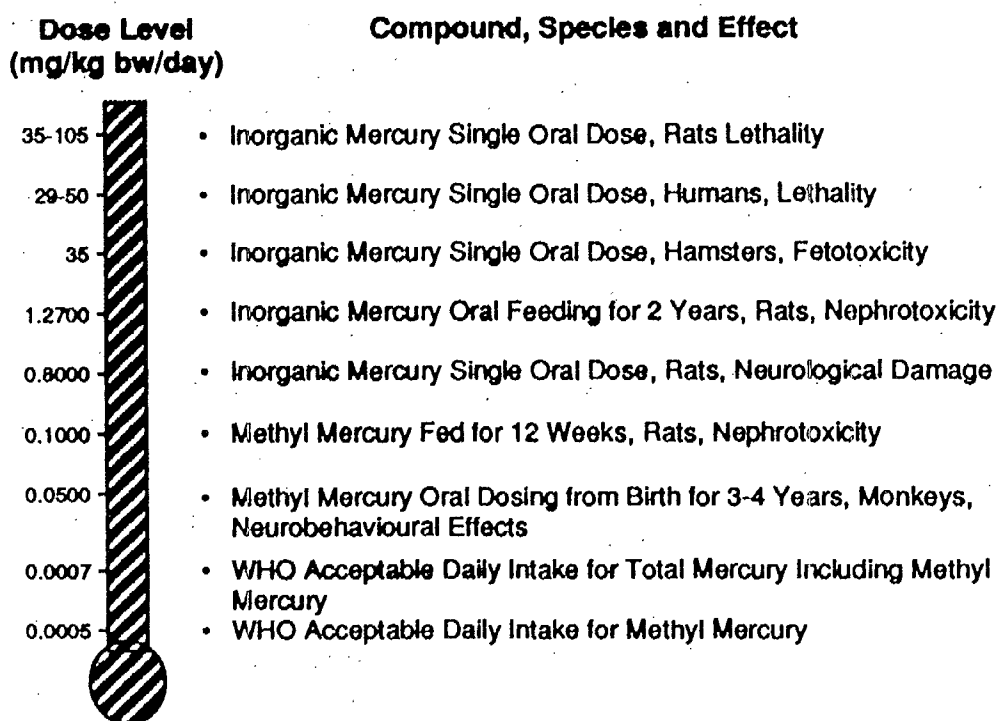 Dose Level
(mg/kg bw/day)
Compound, Species and Effect
35-105
• Inorganic Mercury Single Oral Dose, Rats Lethality
29-50
• Inorganic Mercury Single Oral Dose, Humans, Lethality
35
• Inorganic Mercury Single Oral Dose, Hamsters, Fetotoxicity
1.2700
• Inorganic Mercury Oral Feeding for 2 Years, Rats, Nephrotoxicity
0.8000
• Inorganic Mercury Single Oral Dose, Rats, Neurological Damage
0.1000
• Methyl Mercury Fed for 12 Weeks, Rats, Nephrotoxicity
0.0500
• Methyl Mercury Oral Dosing from Birth for 3-4 Years, Monkeys,
Neurobehavioural Effects
0.0007
• WHO Acceptable Daily Intake for Total Mercury Including Methyl
Mercury
0.0005
• WHO Acceptable Daily Intake for Methyl Mercury